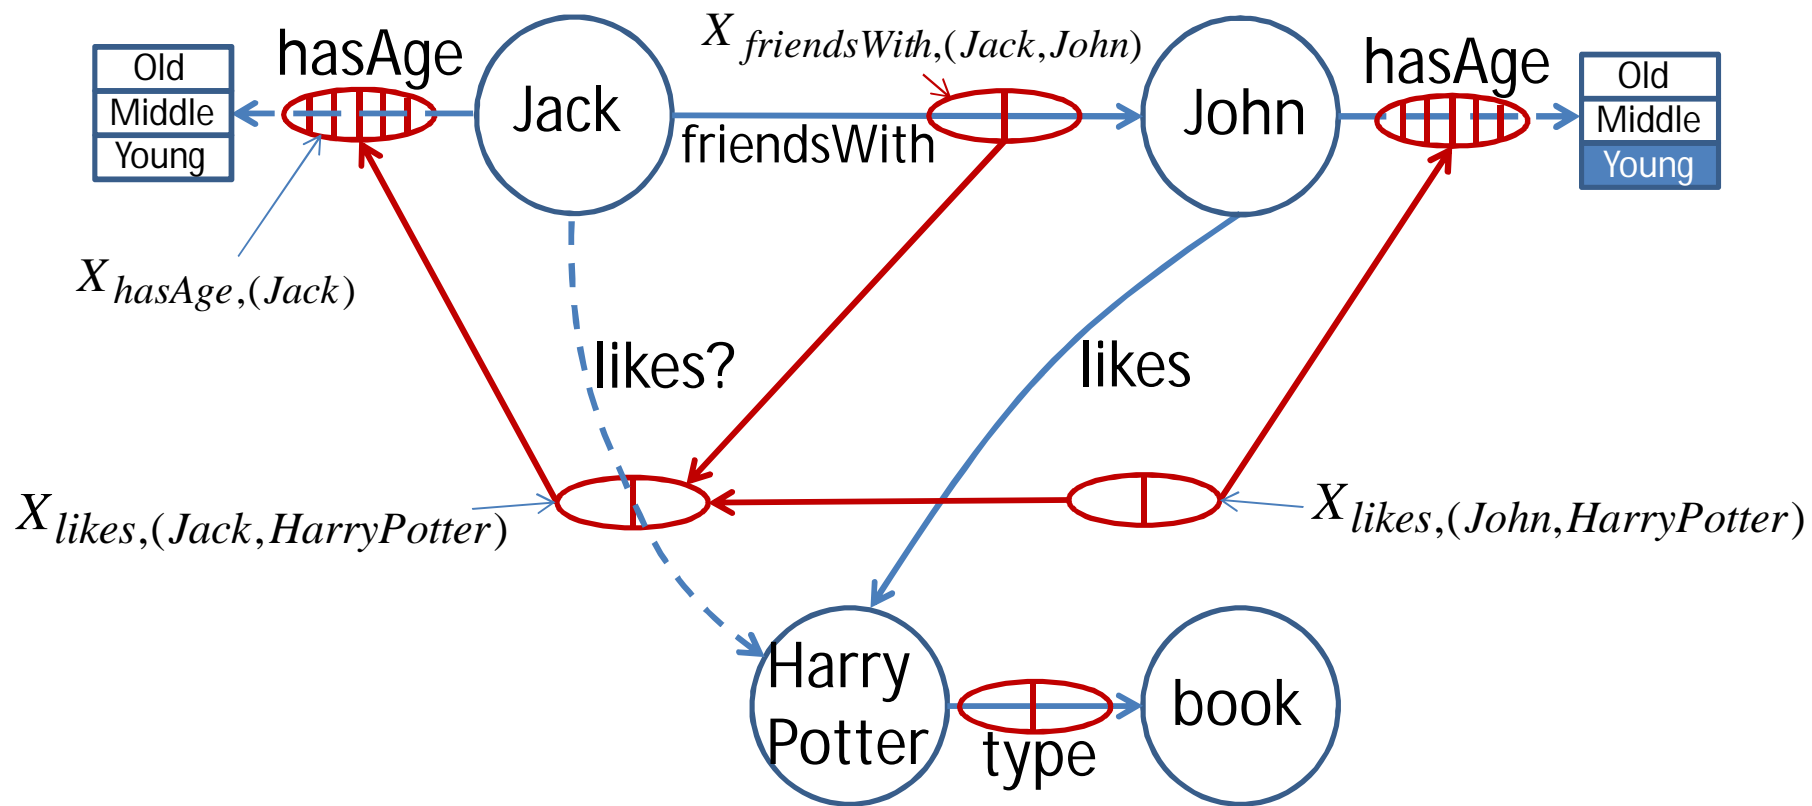 X friendsWith,(Jack,John)
hasAge
hasAge
Old
Middle
Young
Jack
John
friendsWith
Old
Middle
Young
X hasAge,(Jack)
likes?
likes
X likes,(Jack,HarryPotter)
X likes,(John,HarryPotter)
Harry
Potter
book
type